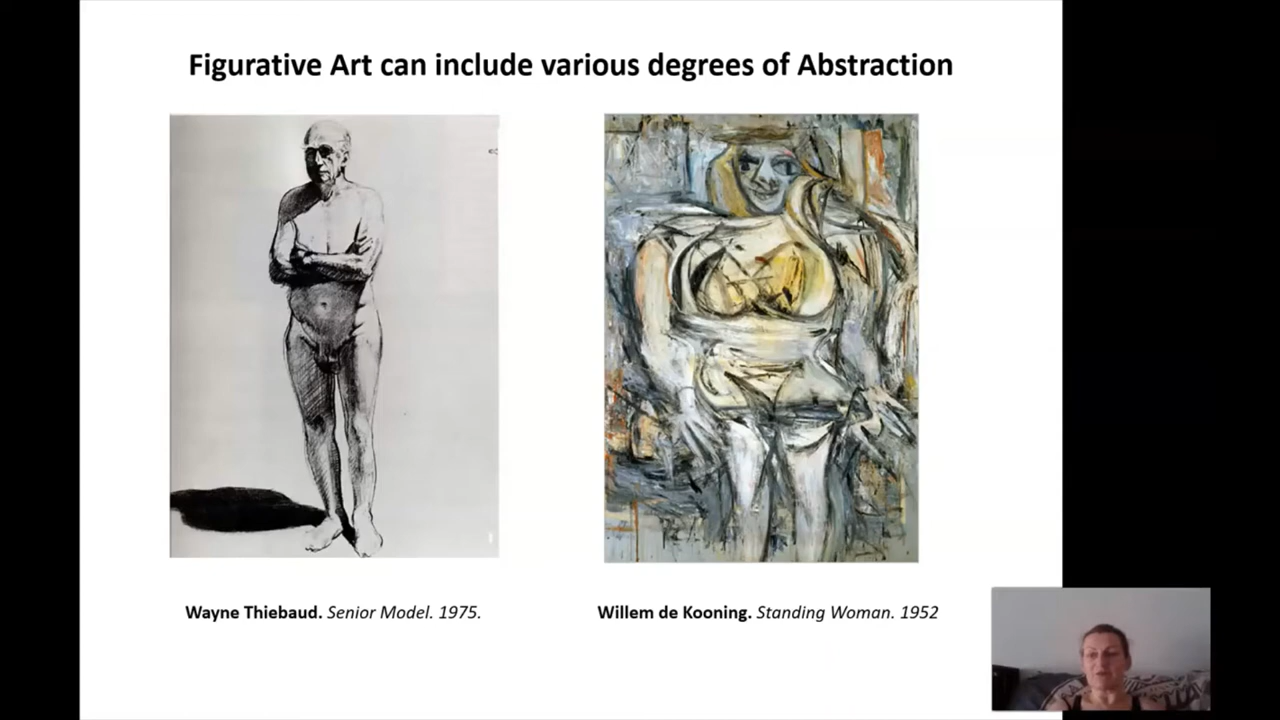 Figurative Art can include various degrees of Abstraction
Wayne Thiebaud. Senior Model. 1975.
Willem de Kooning. Standing Woman. 1952